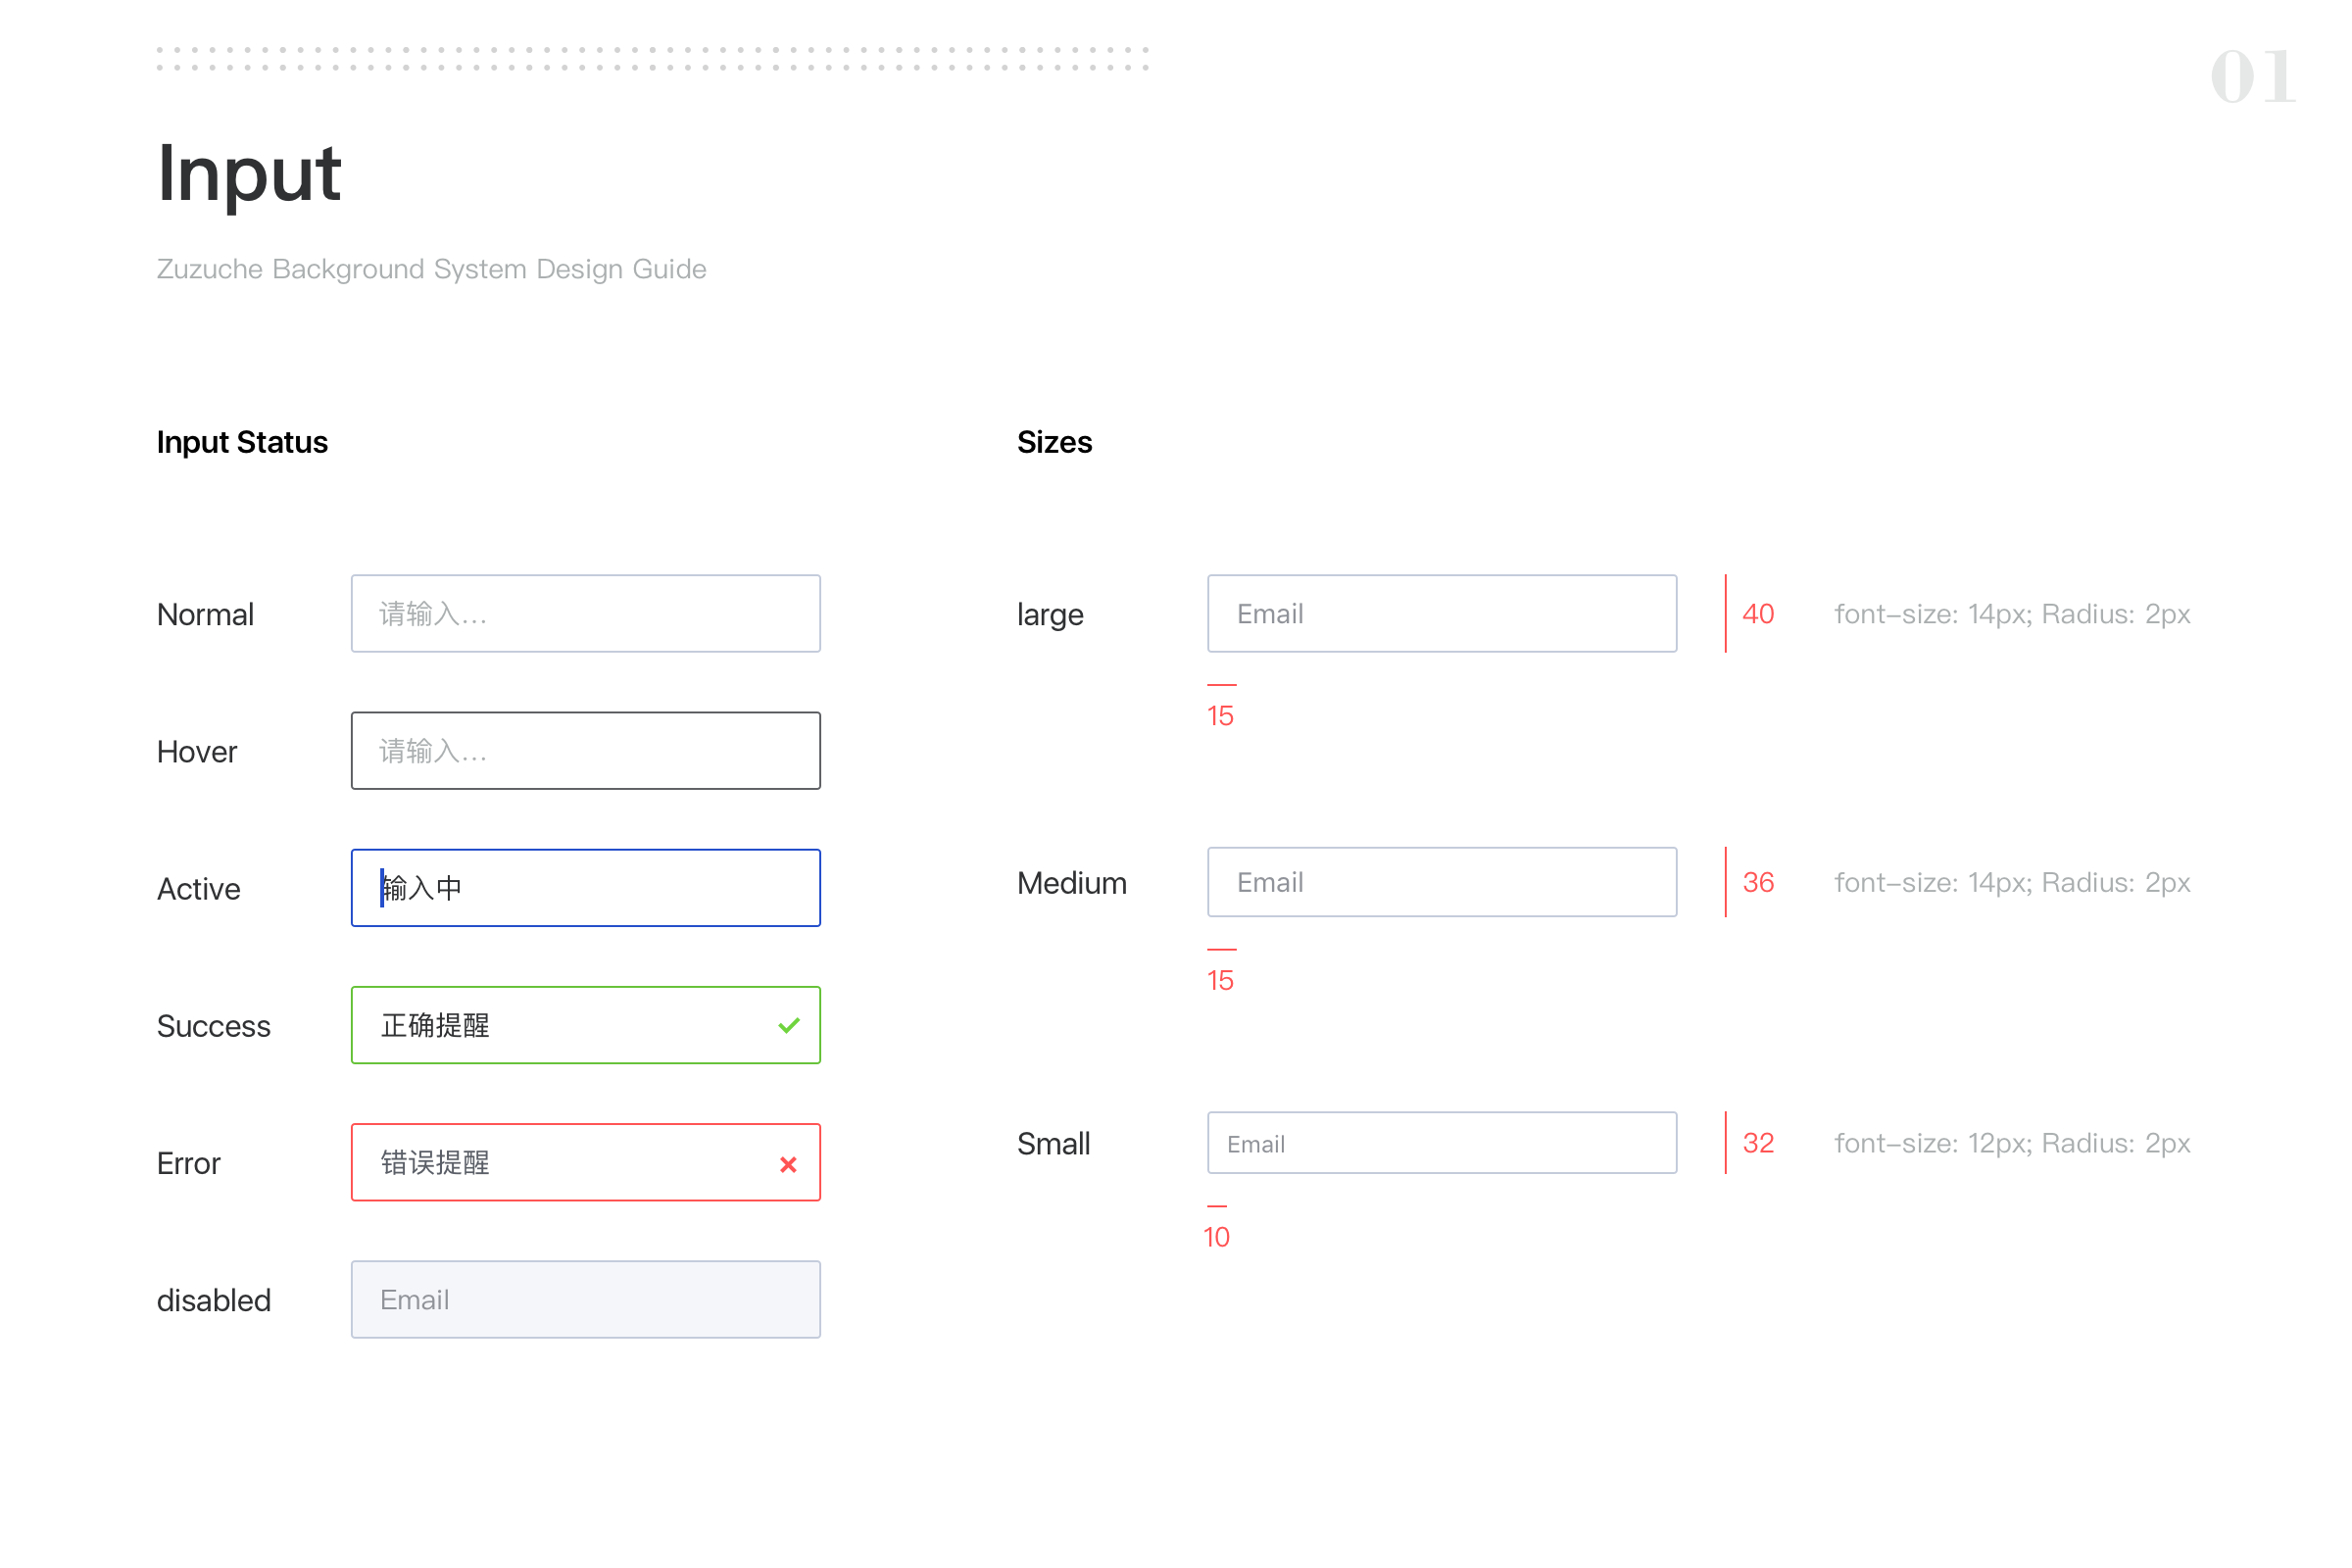 01
Input
Zuzuche Background System Design Guide
Input Status
Normal 请输入...
Hover 请输入...
Active 输入中
Success 正确提醒
Error 错误提醒
disabled Email
Sizes
large Email 40 font-size: 14px; Radius: 2px
15
Medium Email 36 font-size: 14px; Radius: 2px
15
Small Email 32 font-size: 12px; Radius: 2px
10